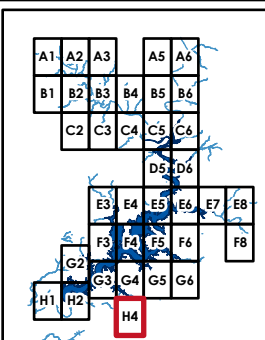 A1 A2 A3 A5 A6
B1 B2 B3 B4 B5 B6
C2 C3 C4 C5 C6
D5 D6
E3 E4 E5 E6 E7 E8
F3 F4 F5 F6 F8
G2
G3 G4 G5 G6
H1 H2
H4